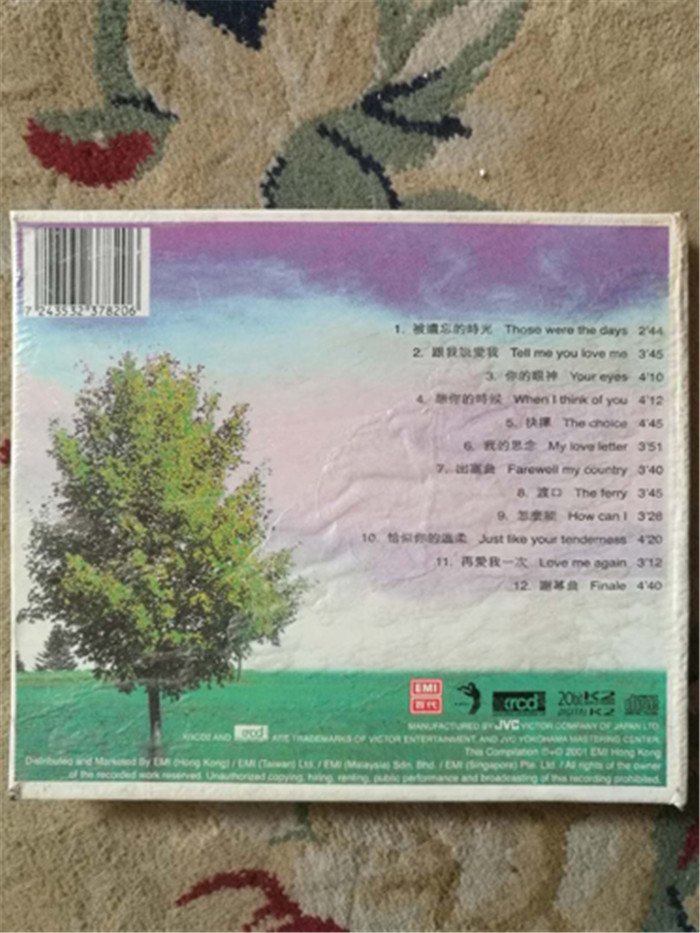 7 243532 378206
1. 被遺忘的時光 Those were the days 2'44
2. 跟我說愛我 Tell me you love me 3'45
3. 你的眼神 Your eyes 4'10
4. 想你的時候 When I think of you 4'12
5. 抉擇 The choice 4'45
6. 我的思念 My love letter 3'51
7. 出塞曲 Farewell my country 3'40
8. 渡口 The ferry 3'45
9. 怎麼能 How can I 3'28
10. 恰似你的溫柔 Just like your tenderness 4'20
11. 再愛我一次 Love me again 3'12
12. 謝幕曲 Finale 4'40
EMI
百代
xrcd
20bit K2
K2
MANUFACTURED BY JVC VICTOR COMPANY OF JAPAN LTD.
XRCD2 AND xrcd ARE TRADEMARKS OF VICTOR ENTERTAINMENT, AND JVC YOKOHAMA MASTERING CENTER.
This Compilation ℗+© 2001 EMI Hong Kong
Distributed and Marketed By EMI (Hong Kong) / EMI (Taiwan) Ltd. / EMI (Malaysia) Sdn. Bhd. / EMI (Singapore) Pte. Ltd. / All rights of the owner
of the recorded work reserved. Unauthorized copying, hiring, renting, public performance and broadcasting of this recording prohibited.